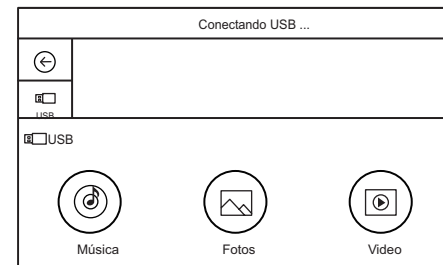 Conectando USB ...
USB
USB
Música
Fotos
Video